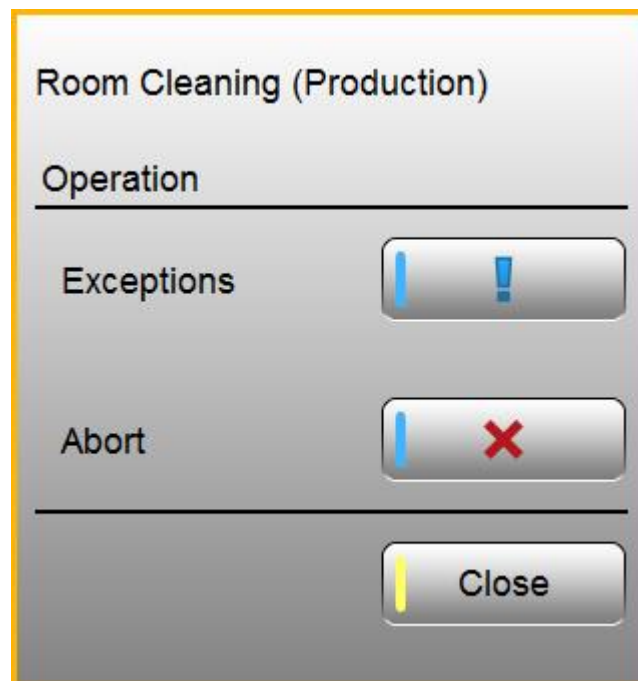 Room Cleaning (Production)
Operation
Exceptions
Abort
Close